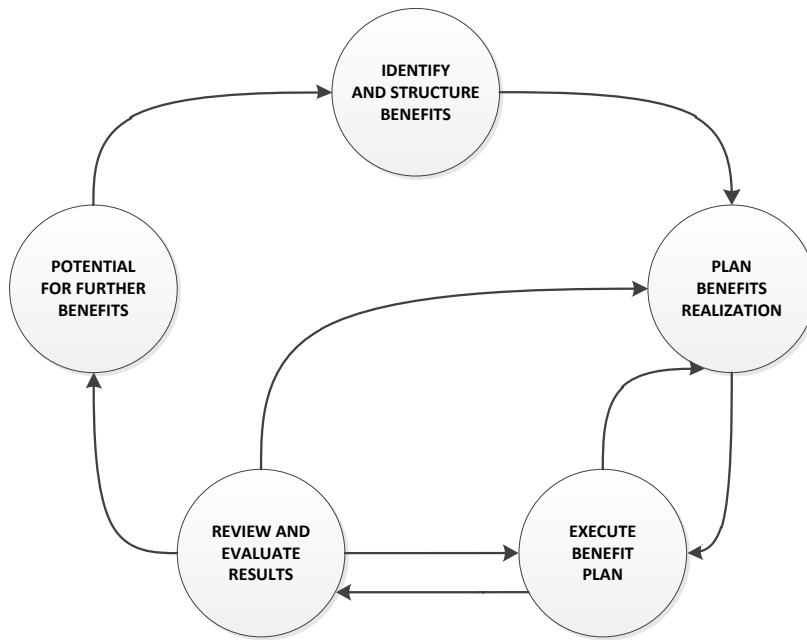 IDENTIFY
AND STRUCTURE
BENEFITS
POTENTIAL
FOR FURTHER
BENEFITS
PLAN
BENEFITS
REALIZATION
REVIEW AND
EVALUATE
RESULTS
EXECUTE
BENEFIT
PLAN